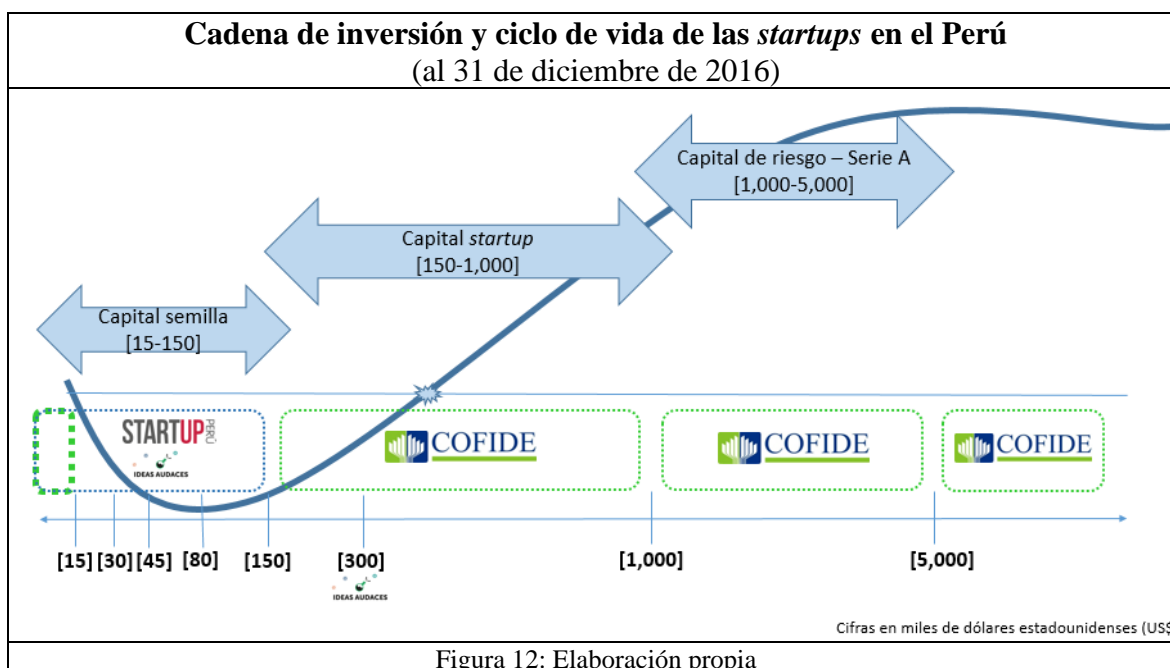 Cadena de inversión y ciclo de vida de las startups en el Perú
(al 31 de diciembre de 2016)
Capital de riesgo – Serie A
[1,000-5,000]
Capital startup
[150-1,000]
Capital semilla
[15-150]
STARTUP PERÚ
IDEAS AUDACES
COFIDE
COFIDE
COFIDE
[15] [30] [45] [80] [150] [300] [1,000] [5,000]
IDEAS AUDACES
Cifras en miles de dólares estadounidenses (US$
Figura 12: Elaboración propia